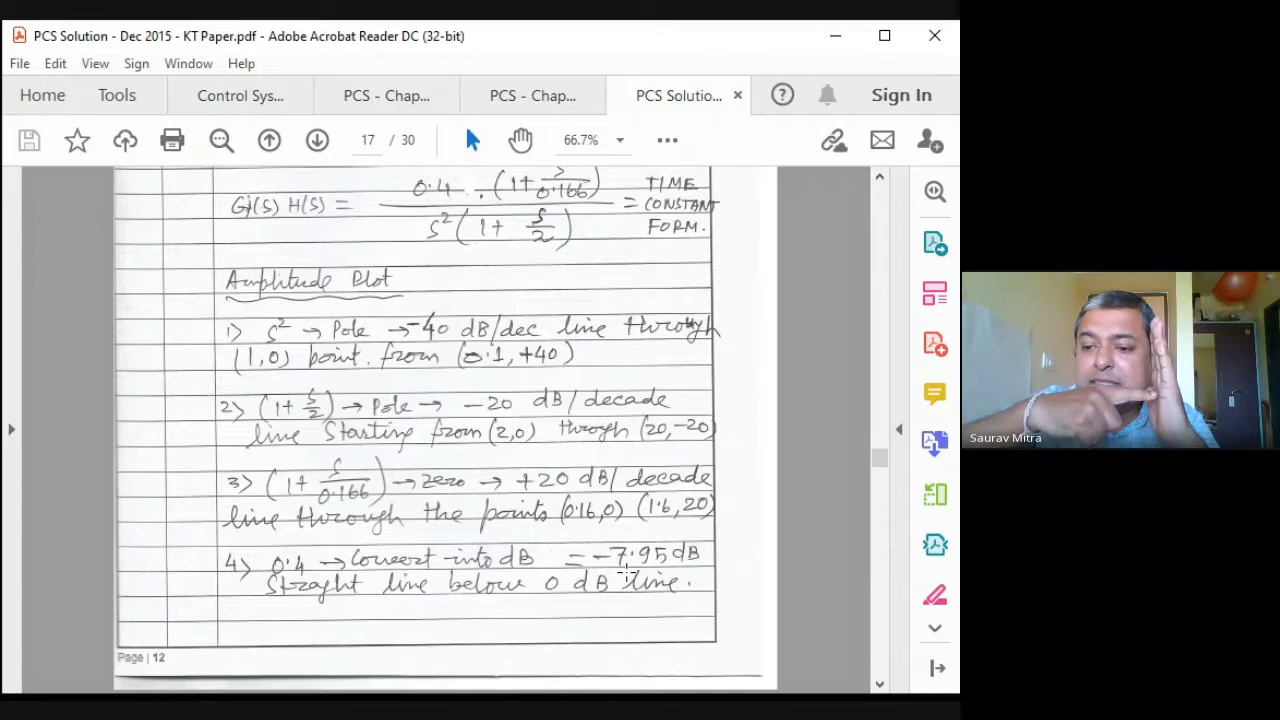 PCS Solution - Dec 2015 - KT Paper.pdf - Adobe Acrobat Reader DC (32-bit)
File Edit View Sign Window Help
Home Tools Control Sys... PCS - Chap... PCS - Chap... PCS Solutio... × Sign In
17 / 30 66.7%
0.4 . (1+ s/0.166) TIME
G(s) H(s) = = CONSTANT
s² (1+ s/2) FORM.
Amplitude Plot
1) s² → Pole → -40 dB/dec line through
(1,0) point. from (0.1, +40)
2) (1+ s/2) → Pole → -20 dB/decade
line Starting from (2,0) through (20,-20)
3) (1+ s/0.166) → Zero → +20 dB/decade
line through the points (0.16,0) (1.6, 20)
4) 0.4 → Convert into dB = -7.95 dB
Straght line below 0 dB line.
Page | 12
Saurav Mitra